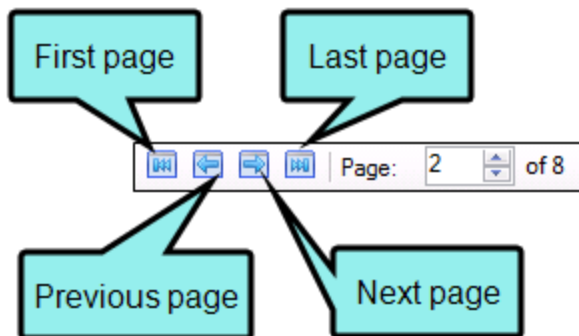 First page
Last page
Page: 2 of 8
Previous page
Next page